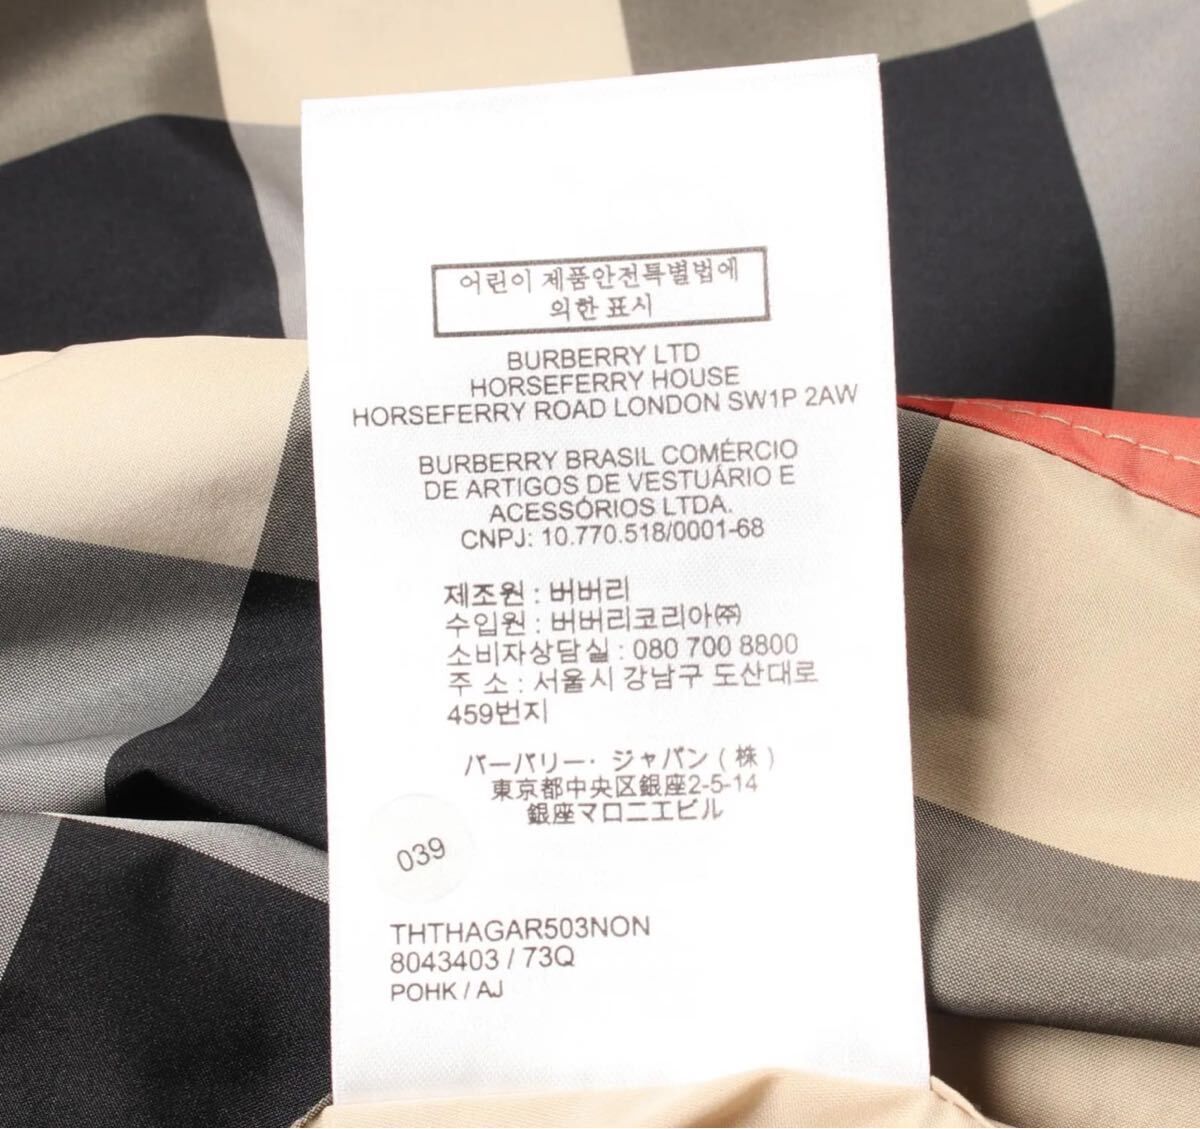 어린이 제품안전특별법에
의한 표시
BURBERRY LTD
HORSEFERRY HOUSE
HORSEFERRY ROAD LONDON SW1P 2AW
BURBERRY BRASIL COMÉRCIO
DE ARTIGOS DE VESTUÁRIO E
ACESSÓRIOS LTDA.
CNPJ: 10.770.518/0001-68
제조원 : 버버리
수입원 : 버버리코리아㈜
소비자상담실 : 080 700 8800
주 소 : 서울시 강남구 도산대로
459번지
バーバリー・ジャパン(株)
東京都中央区銀座2-5-14
銀座マロニエビル
039
THTHAGAR503NON
8043403 / 73Q
POHK / AJ